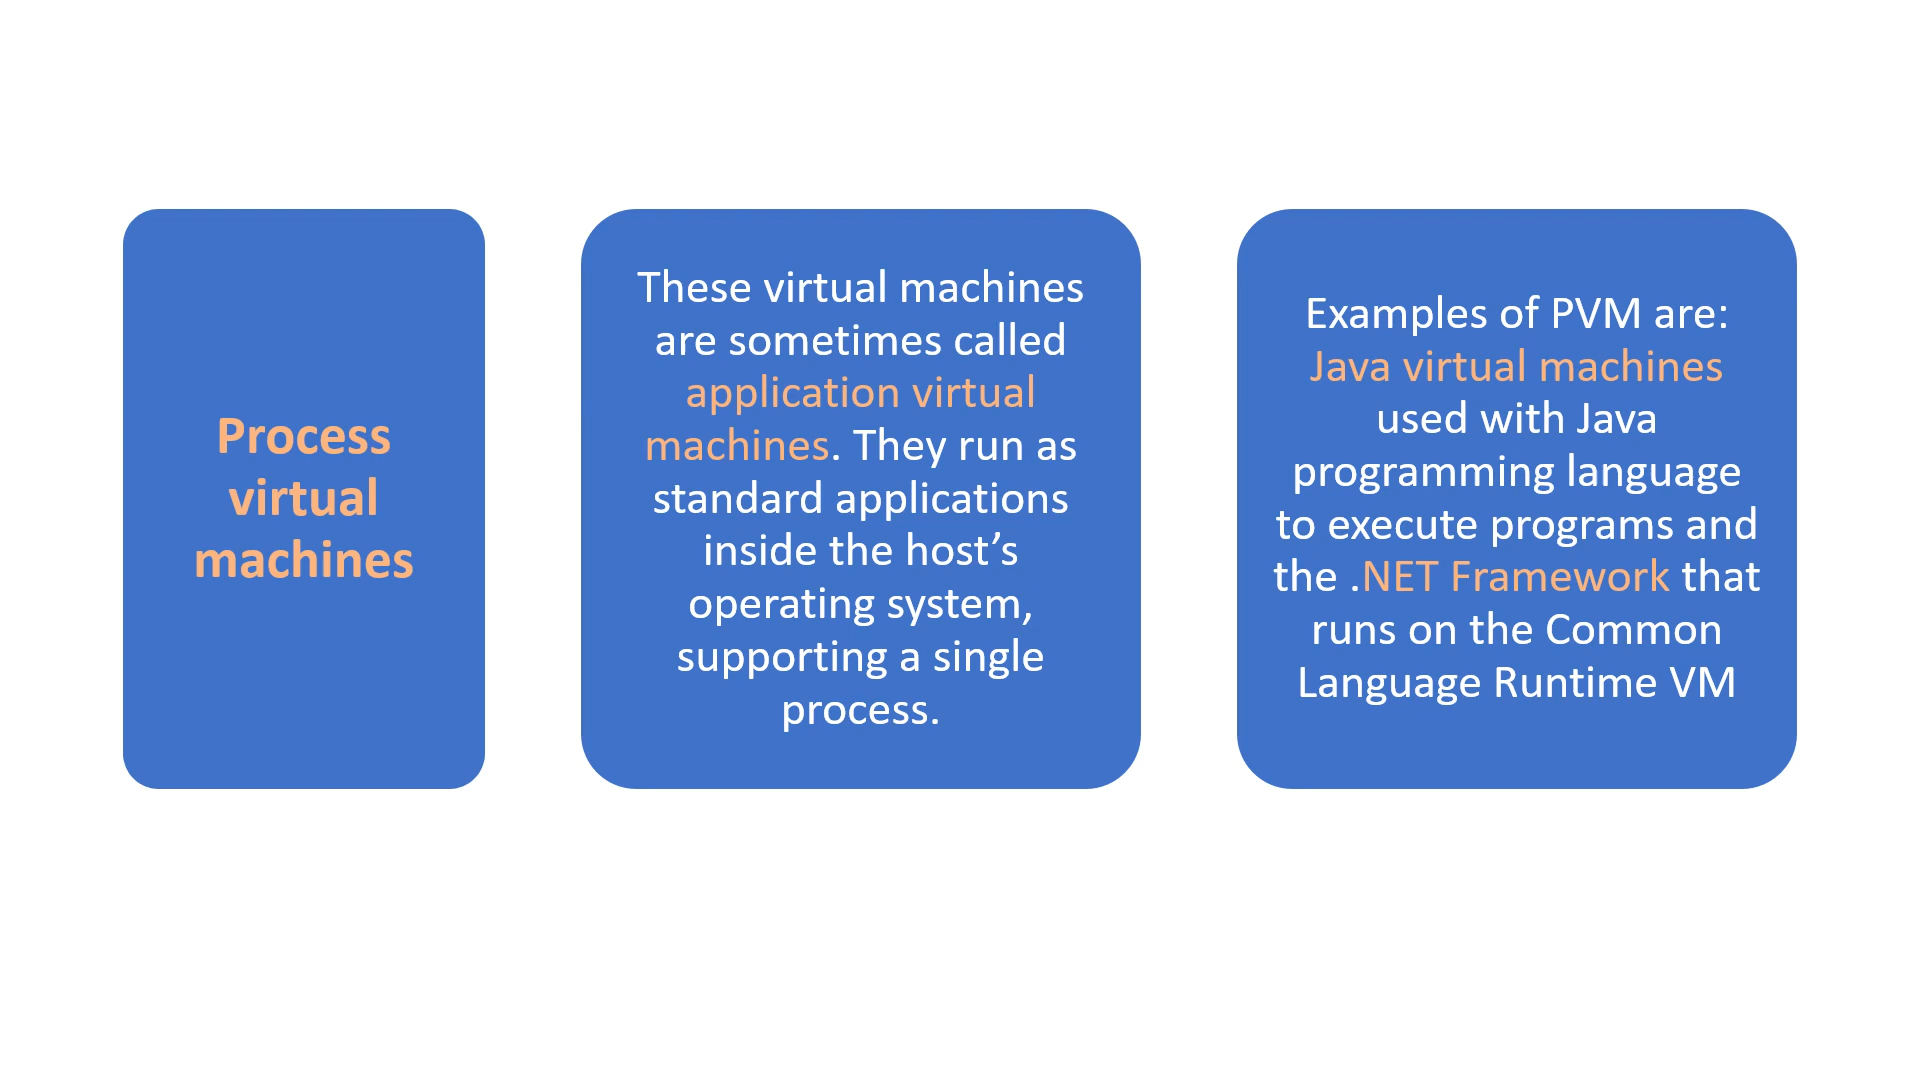 Process
virtual
machines
These virtual machines
are sometimes called
application virtual
machines. They run as
standard applications
inside the host’s
operating system,
supporting a single
process.
Examples of PVM are:
Java virtual machines
used with Java
programming language
to execute programs and
the .NET Framework that
runs on the Common
Language Runtime VM